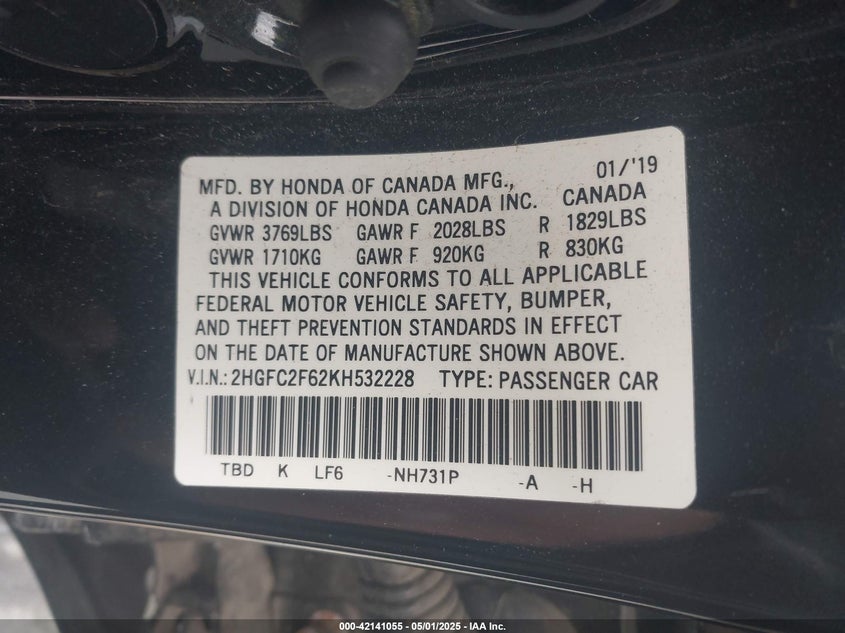 01/'19
MFD. BY HONDA OF CANADA MFG.,
A DIVISION OF HONDA CANADA INC. CANADA
GVWR 3769LBS GAWR F 2028LBS R 1829LBS
GVWR 1710KG GAWR F 920KG R 830KG
THIS VEHICLE CONFORMS TO ALL APPLICABLE
FEDERAL MOTOR VEHICLE SAFETY, BUMPER,
AND THEFT PREVENTION STANDARDS IN EFFECT
ON THE DATE OF MANUFACTURE SHOWN ABOVE.
V.I.N.: 2HGFC2F62KH532228 TYPE: PASSENGER CAR
TBD K LF6 -NH731P -A -H
000-42141055 - 05/01/2025 - IAA Inc.